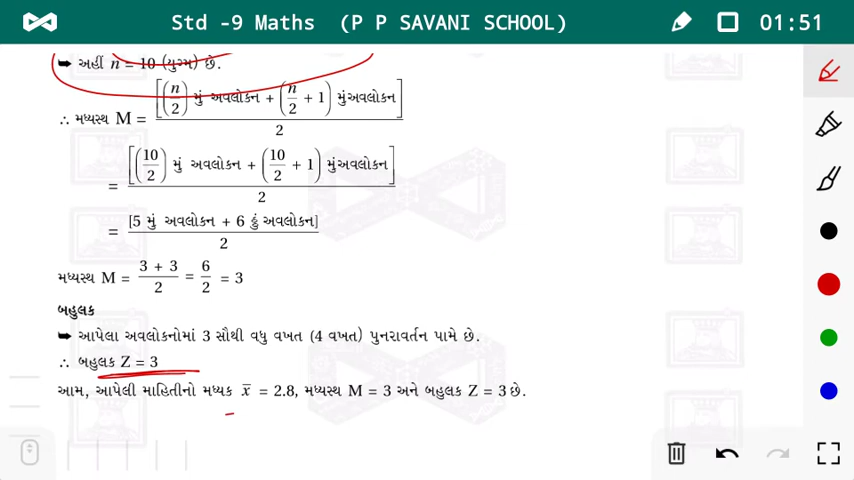 Std -9 Maths (P P SAVANI SCHOOL)
01:51
➥ અહીં n = 10 (યુગ્મ) છે.
∴ મધ્યસ્થ M = [(n/2) મું અવલોકન + (n/2 + 1) મુંઅવલોકન] / 2
= [(10/2) મું અવલોકન + (10/2 + 1) મુંઅવલોકન] / 2
= [5 મું અવલોકન + 6 ઠ્ઠું અવલોકન] / 2
મધ્યસ્થ M = 3 + 3 / 2 = 6 / 2 = 3
બહુલક
➥ આપેલા અવલોકનોમાં 3 સૌથી વધુ વખત (4 વખત) પુનરાવર્તન પામે છે.
∴ બહુલક Z = 3
આમ, આપેલી માહિતીનો મધ્યક x̅ = 2.8, મધ્યસ્થ M = 3 અને બહુલક Z = 3 છે.